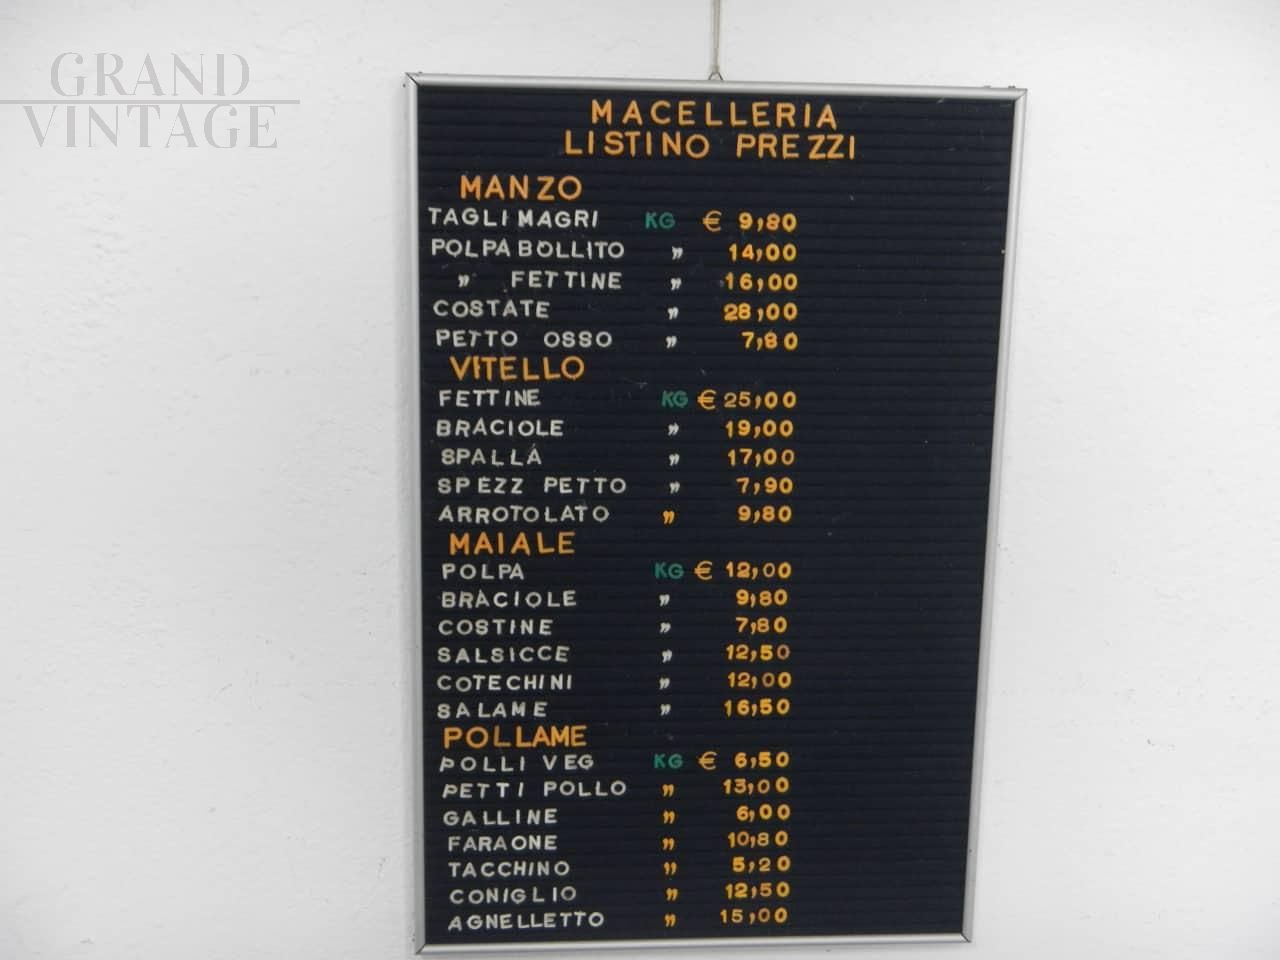 GRAND
VINTAGE
MACELLERIA
LISTINO PREZZI
MANZO
TAGLI MAGRI KG € 9,80
POLPA BOLLITO " 14,00
" FETTINE " 16,00
COSTATE " 28,00
PETTO OSSO " 7,80
VITELLO
FETTINE KG € 25,00
BRACIOLE " 19,00
SPALLA " 17,00
SPEZZ PETTO " 7,90
ARROTOLATO " 9,80
MAIALE
POLPA KG € 12,00
BRACIOLE " 9,80
COSTINE " 7,80
SALSICCE " 12,50
COTECHINI " 12,00
SALAME " 16,50
POLLAME
POLLI VEG KG € 6,50
PETTI POLLO " 13,00
GALLINE " 6,00
FARAONE " 10,80
TACCHINO " 5,20
CONIGLIO " 12,50
AGNELLETTO " 15,00